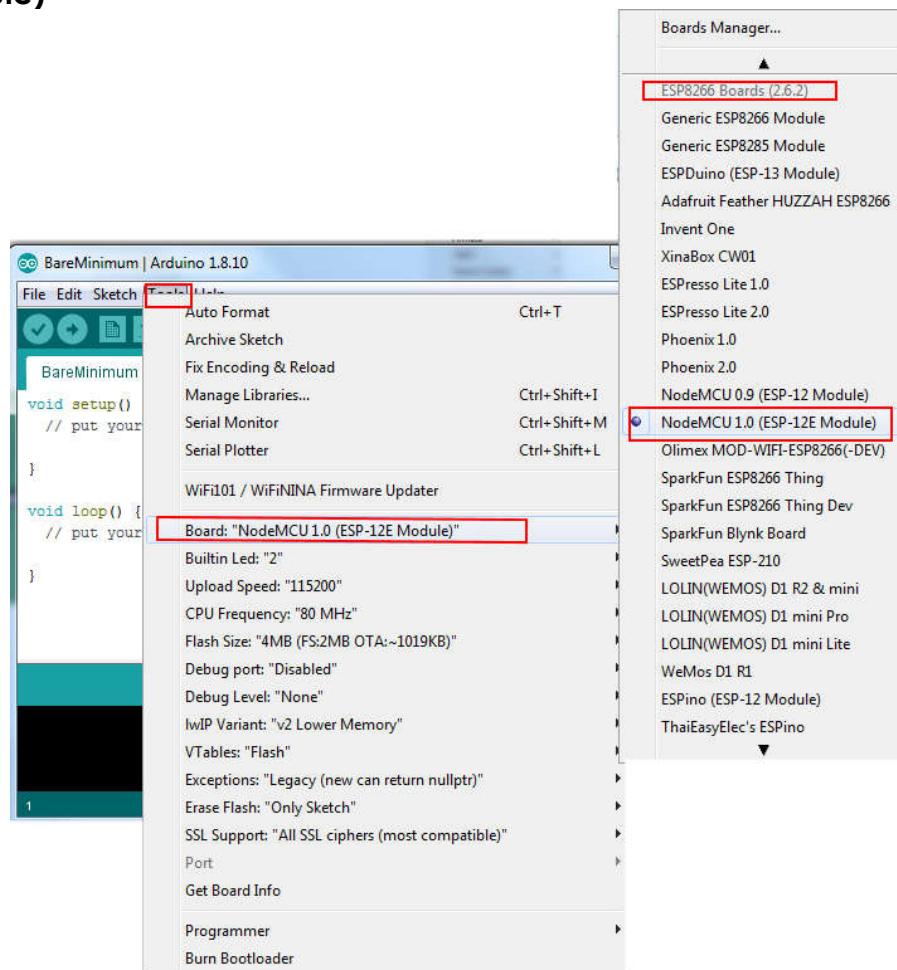 BareMinimum | Arduino 1.8.10
File Edit Sketch Tools Help
BareMinimum
void setup()
// put your
}
void loop() {
// put your
}
1
Auto Format Ctrl+T
Archive Sketch
Fix Encoding & Reload
Manage Libraries... Ctrl+Shift+I
Serial Monitor Ctrl+Shift+M
Serial Plotter Ctrl+Shift+L
WiFi101 / WiFiNINA Firmware Updater
Board: "NodeMCU 1.0 (ESP-12E Module)"
Builtin Led: "2"
Upload Speed: "115200"
CPU Frequency: "80 MHz"
Flash Size: "4MB (FS:2MB OTA:~1019KB)"
Debug port: "Disabled"
Debug Level: "None"
lwIP Variant: "v2 Lower Memory"
VTables: "Flash"
Exceptions: "Legacy (new can return nullptr)"
Erase Flash: "Only Sketch"
SSL Support: "All SSL ciphers (most compatible)"
Port
Get Board Info
Programmer
Burn Bootloader
Boards Manager...
ESP8266 Boards (2.6.2)
Generic ESP8266 Module
Generic ESP8285 Module
ESPDuino (ESP-13 Module)
Adafruit Feather HUZZAH ESP8266
Invent One
XinaBox CW01
ESPresso Lite 1.0
ESPresso Lite 2.0
Phoenix 1.0
Phoenix 2.0
NodeMCU 0.9 (ESP-12 Module)
NodeMCU 1.0 (ESP-12E Module)
Olimex MOD-WIFI-ESP8266(-DEV)
SparkFun ESP8266 Thing
SparkFun ESP8266 Thing Dev
SparkFun Blynk Board
SweetPea ESP-210
LOLIN(WEMOS) D1 R2 & mini
LOLIN(WEMOS) D1 mini Pro
LOLIN(WEMOS) D1 mini Lite
WeMos D1 R1
ESPino (ESP-12 Module)
ThaiEasyElec's ESPino